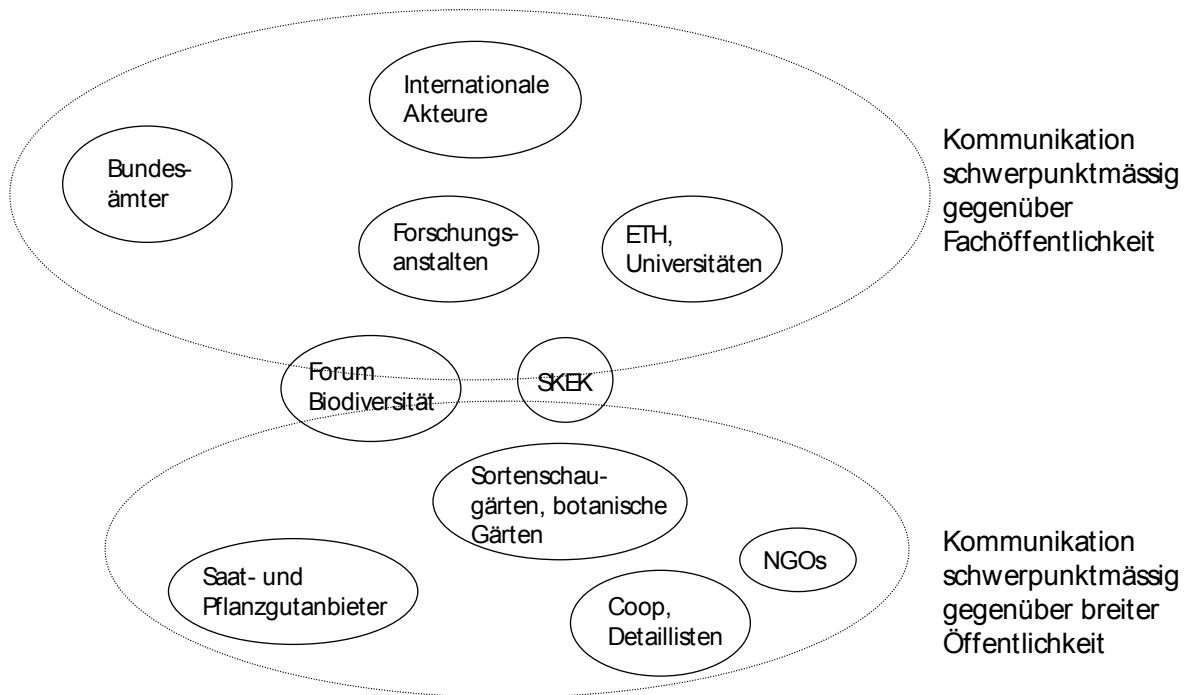 Internationale
Akteure
Bundes-
ämter
Kommunikation
schwerpunktmässig
gegenüber
Fachöffentlichkeit
Forschungs-
anstalten
ETH,
Universitäten
Forum
Biodiversität
SKEK
Sortenschau-
gärten, botanische
Gärten
NGOs
Saat- und
Pflanzgutanbieter
Coop,
Detaillisten
Kommunikation
schwerpunktmässig
gegenüber breiter
Öffentlichkeit